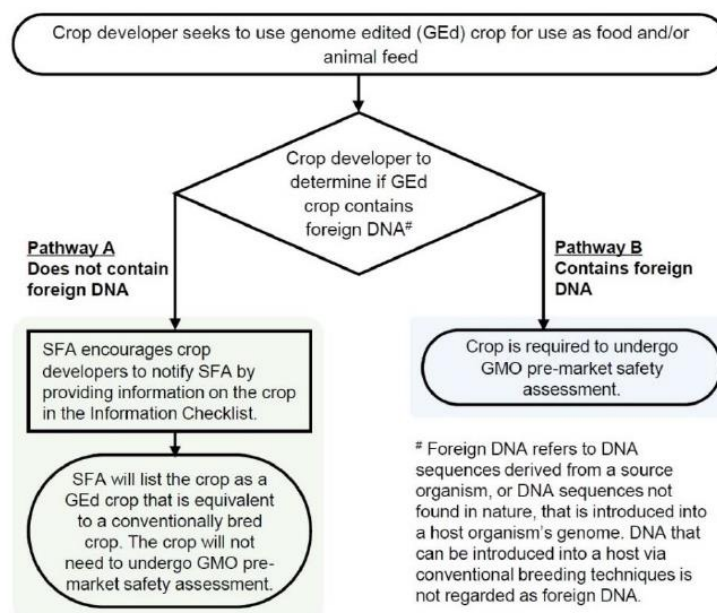 Crop developer seeks to use genome edited (GEd) crop for use as food and/or
animal feed
Crop developer to
determine if GEd
crop contains
foreign DNA#
Pathway A
Does not contain
foreign DNA
Pathway B
Contains foreign
DNA
SFA encourages crop
developers to notify SFA by
providing information on the crop
in the Information Checklist.
SFA will list the crop as a
GEd crop that is equivalent
to a conventionally bred
crop. The crop will not
need to undergo GMO pre-
market safety assessment.
Crop is required to undergo
GMO pre-market safety
assessment.
# Foreign DNA refers to DNA
sequences derived from a source
organism, or DNA sequences not
found in nature, that is introduced into
a host organism's genome. DNA that
can be introduced into a host via
conventional breeding techniques is
not regarded as foreign DNA.